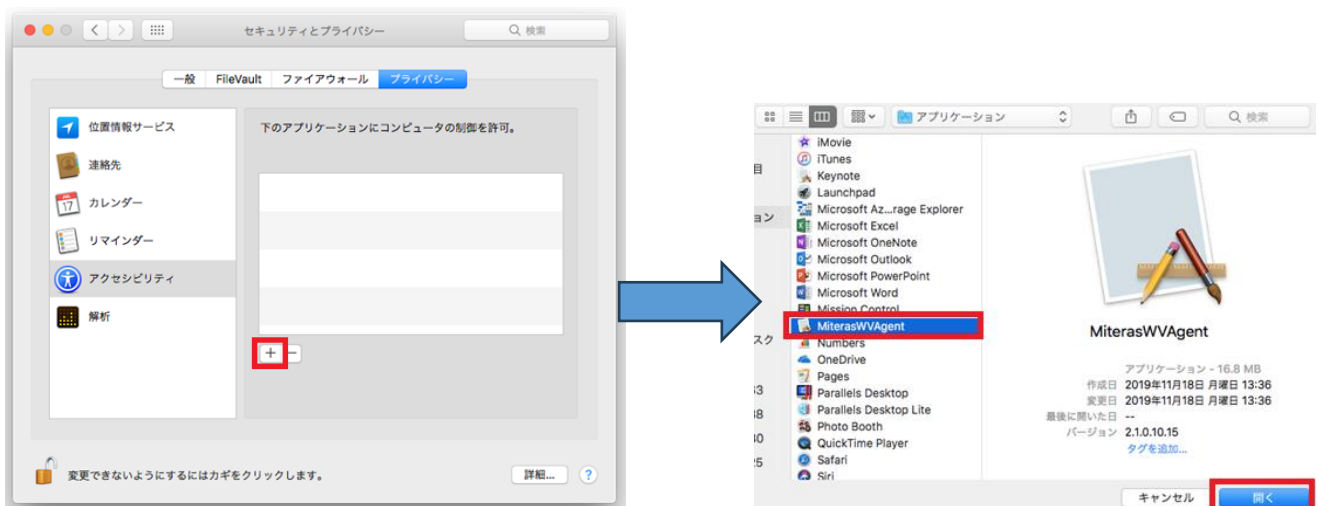 セキュリティとプライバシー
検索
一般 FileVault ファイアウォール プライバシー
位置情報サービス
連絡先
カレンダー
リマインダー
アクセシビリティ
解析
下のアプリケーションにコンピュータの制御を許可。
+ −
変更できないようにするにはカギをクリックします。
詳細... ?
アプリケーション
検索
目
ョン
スク
iMovie
iTunes
Keynote
Launchpad
Microsoft Az...rage Explorer
Microsoft Excel
Microsoft OneNote
Microsoft Outlook
Microsoft PowerPoint
Microsoft Word
Mission Control
MiterasWVAgent
Numbers
OneDrive
Pages
Parallels Desktop
Parallels Desktop Lite
Photo Booth
QuickTime Player
Safari
Siri
MiterasWVAgent
アプリケーション - 16.8 MB
作成日 2019年11月18日 月曜日 13:36
変更日 2019年11月18日 月曜日 13:36
最後に開いた日 --
バージョン 2.1.0.10.15
タグを追加...
キャンセル 開く